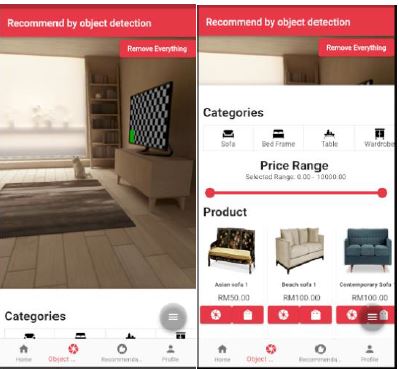 Recommend by object detection
Remove Everything
Categories
Home
Object ...
Recommenda...
Profile
Recommend by object detection
Remove Everything
Categories
Sofa
Bed Frame
Table
Wardrobe
Price Range
Selected Range: 0.00 - 10000.00
Product
Asian sofa 1
Beach sofa 1
Contemporary Sofa
RM50.00
RM100.00
RM100.00
Home
Object ...
Recommenda...
Profile